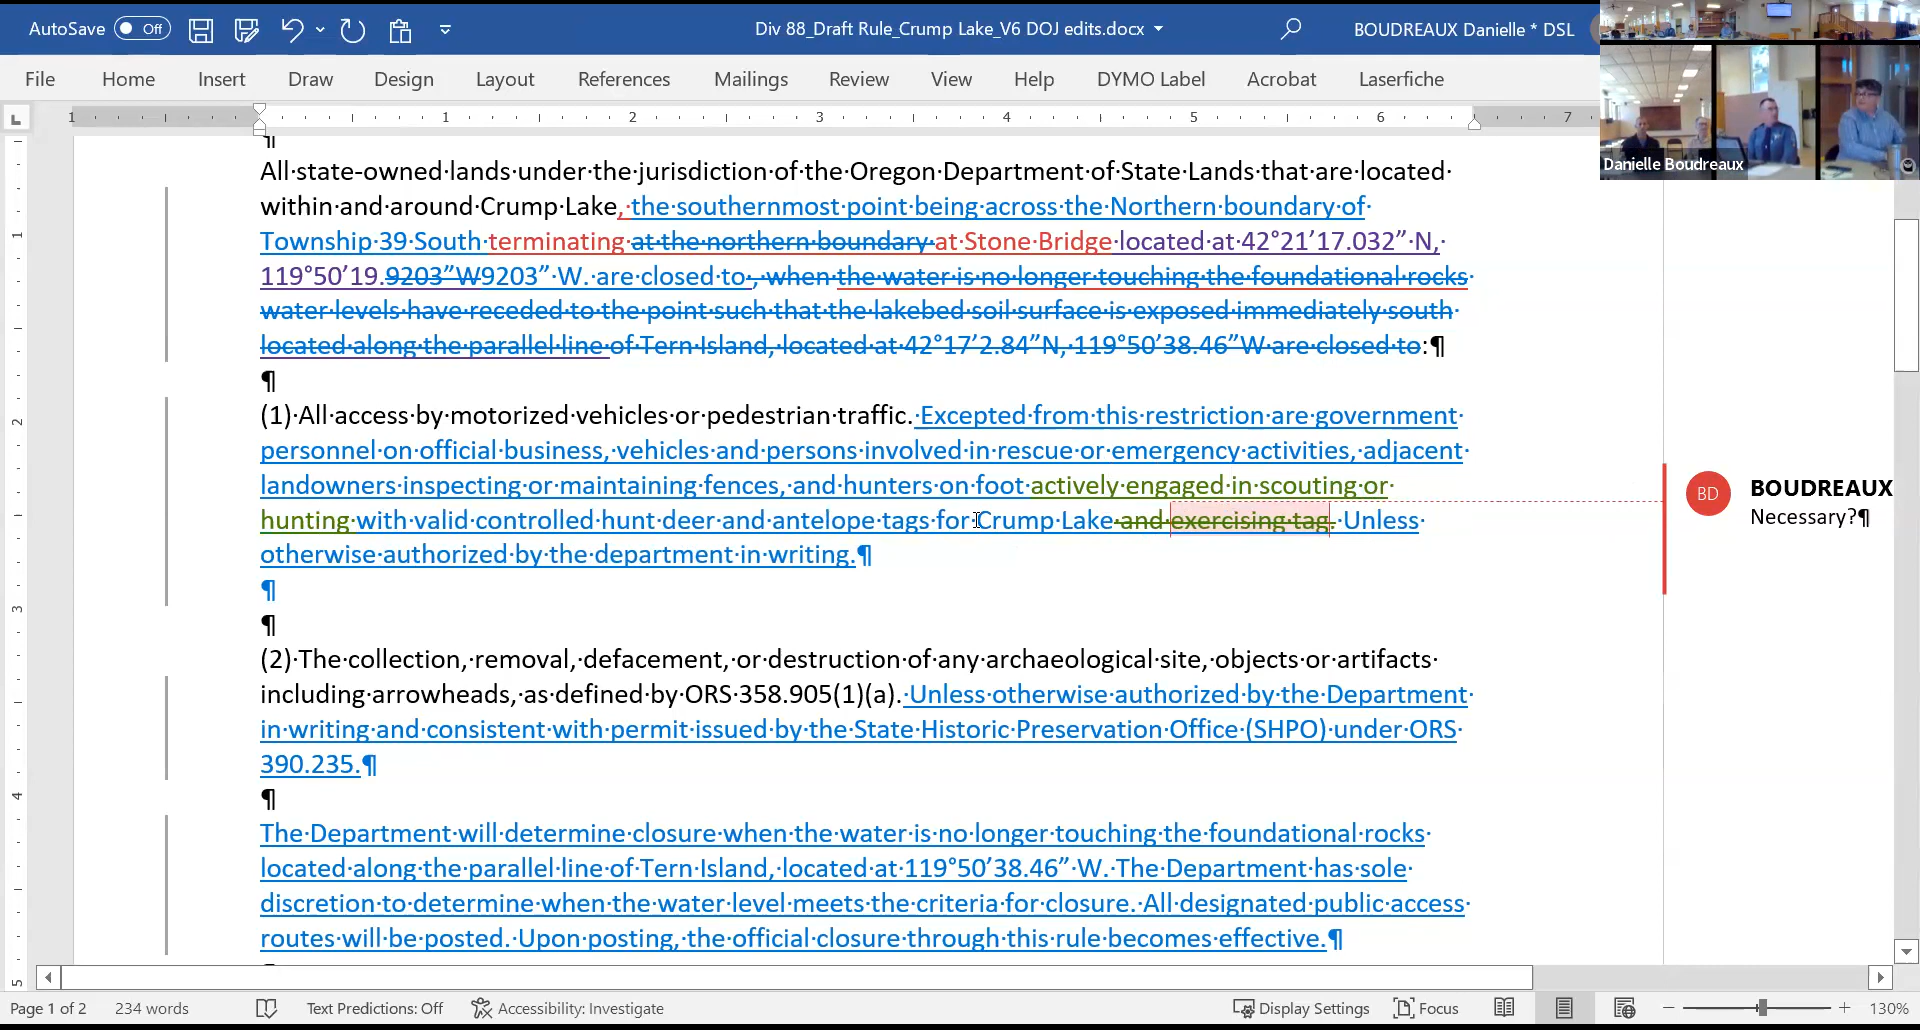 AutoSave Off Div 88_Draft Rule_Crump Lake_V6 DOJ edits.docx BOUDREAUX Danielle * DSL
File Home Insert Draw Design Layout References Mailings Review View Help DYMO Label Acrobat Laserfiche
1 1 2 3 4 5 6 7
Danielle Boudreaux
¶
All·state-owned·lands·under·the·jurisdiction·of·the·Oregon·Department·of·State·Lands·that·are·located·
within·and·around·Crump·Lake,·the·southernmost·point·being·across·the·Northern·boundary·of·
Township·39·South·terminating·at·the·northern·boundary·at·Stone·Bridge·located·at·42°21’17.032”·N,·
119°50’19.9203”W9203”·W.·are·closed·to·,·when·the·water·is·no·longer·touching·the·foundational·rocks·
water·levels·have·receded·to·the·point·such·that·the·lakebed·soil·surface·is·exposed·immediately·south·
located·along·the·parallel·line·of·Tern·Island,·located·at·42°17’2.84”N,·119°50’38.46”W·are·closed·to:¶
¶
(1)·All·access·by·motorized·vehicles·or·pedestrian·traffic.·Excepted·from·this·restriction·are·government·
personnel·on·official·business,·vehicles·and·persons·involved·in·rescue·or·emergency·activities,·adjacent·
landowners·inspecting·or·maintaining·fences,·and·hunters·on·foot·actively·engaged·in·scouting·or·
hunting·with·valid·controlled·hunt·deer·and·antelope·tags·for·Crump·Lake·and·exercising·tag.·Unless·
otherwise·authorized·by·the·department·in·writing.¶
¶
¶
(2)·The·collection,·removal,·defacement,·or·destruction·of·any·archaeological·site,·objects·or·artifacts·
including·arrowheads,·as·defined·by·ORS·358.905(1)(a).·Unless·otherwise·authorized·by·the·Department·
in·writing·and·consistent·with·permit·issued·by·the·State·Historic·Preservation·Office·(SHPO)·under·ORS·
390.235.¶
¶
The·Department·will·determine·closure·when·the·water·is·no·longer·touching·the·foundational·rocks·
located·along·the·parallel·line·of·Tern·Island,·located·at·119°50’38.46”·W.·The·Department·has·sole·
discretion·to·determine·when·the·water·level·meets·the·criteria·for·closure.··All·designated·public·access·
routes·will·be·posted.··Upon·posting,·the·official·closure·through·this·rule·becomes·effective.¶
BD BOUDREAUX
Necessary?¶
1
2
3
4
5
Page 1 of 2 234 words Text Predictions: Off Accessibility: Investigate Display Settings Focus 130%